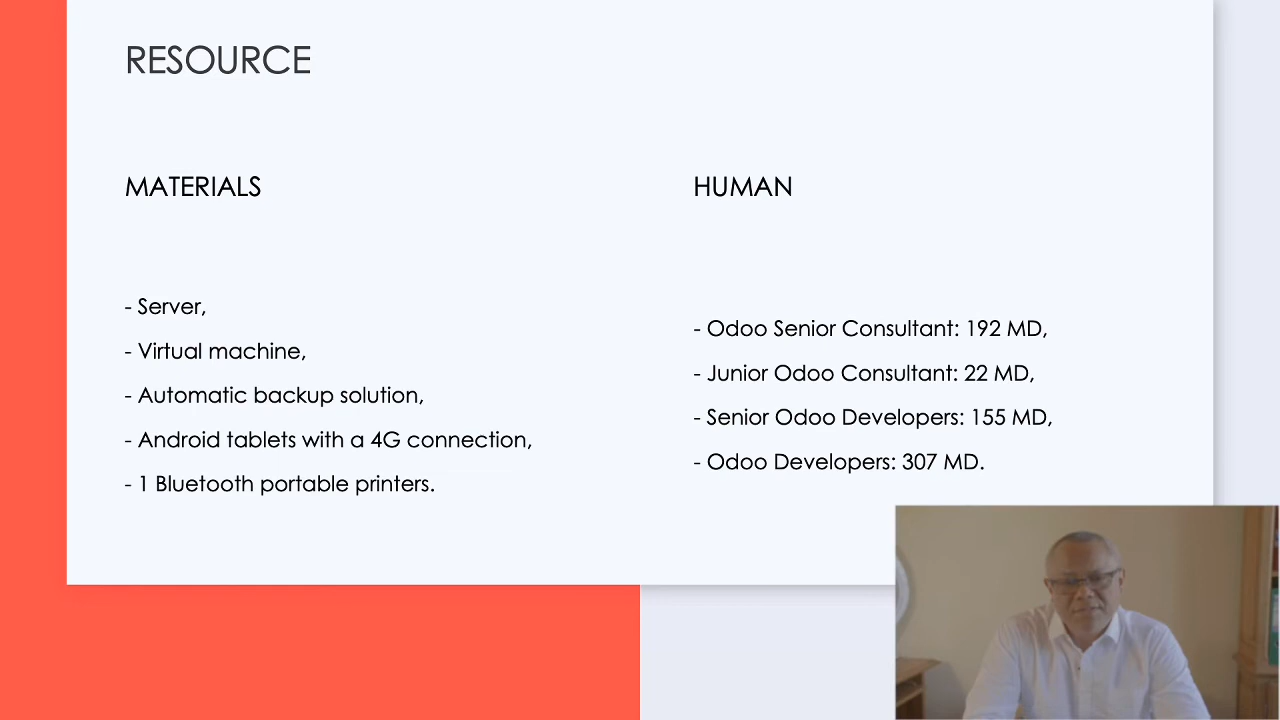 RESOURCE
MATERIALS
- Server,
- Virtual machine,
- Automatic backup solution,
- Android tablets with a 4G connection,
- 1 Bluetooth portable printers.
HUMAN
- Odoo Senior Consultant: 192 MD,
- Junior Odoo Consultant: 22 MD,
- Senior Odoo Developers: 155 MD,
- Odoo Developers: 307 MD.